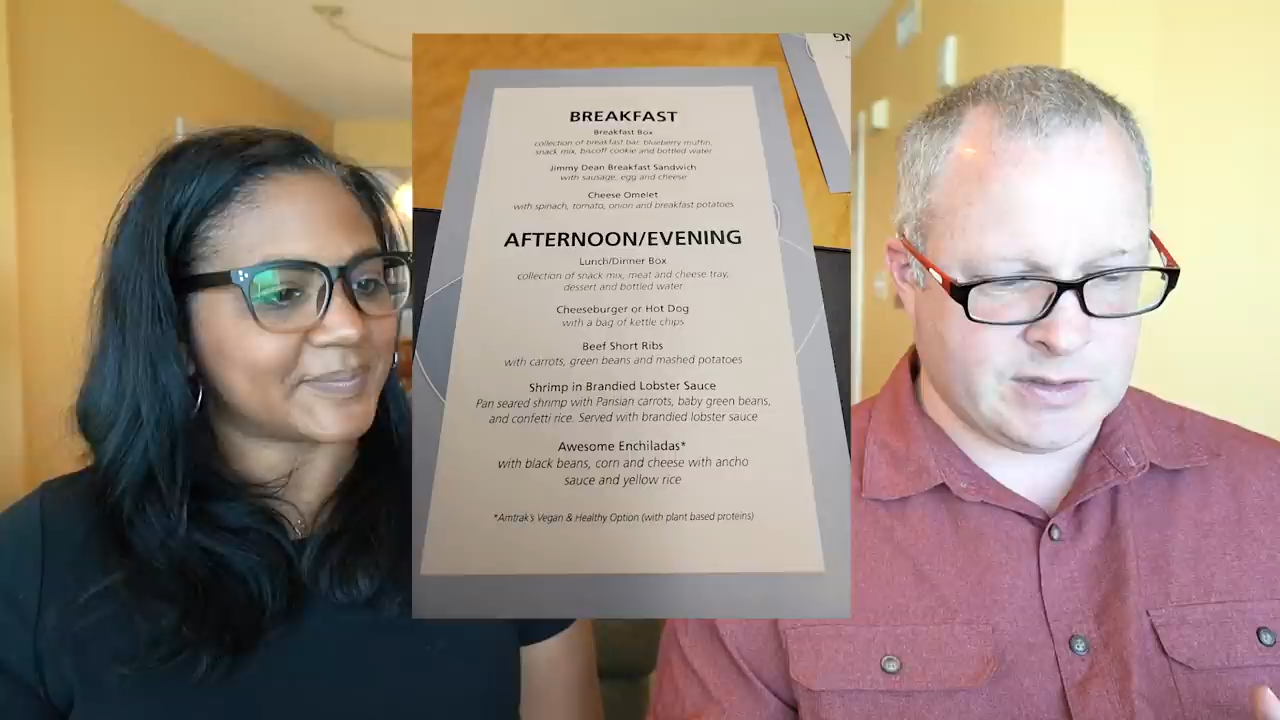 BREAKFAST
Breakfast Box
collection of breakfast bar, blueberry muffin,
snack mix, biscoff cookie and bottled water
Jimmy Dean Breakfast Sandwich
with sausage, egg and cheese
Cheese Omelet
with spinach, tomato, onion and breakfast potatoes
AFTERNOON/EVENING
Lunch/Dinner Box
collection of snack mix, meat and cheese tray,
dessert and bottled water
Cheeseburger or Hot Dog
with a bag of kettle chips
Beef Short Ribs
with carrots, green beans and mashed potatoes
Shrimp in Brandied Lobster Sauce
Pan seared shrimp with Parisian carrots, baby green beans,
and confetti rice. Served with brandied lobster sauce
Awesome Enchiladas*
with black beans, corn and cheese with ancho
sauce and yellow rice
*Amtrak's Vegan & Healthy Option (with plant based proteins)